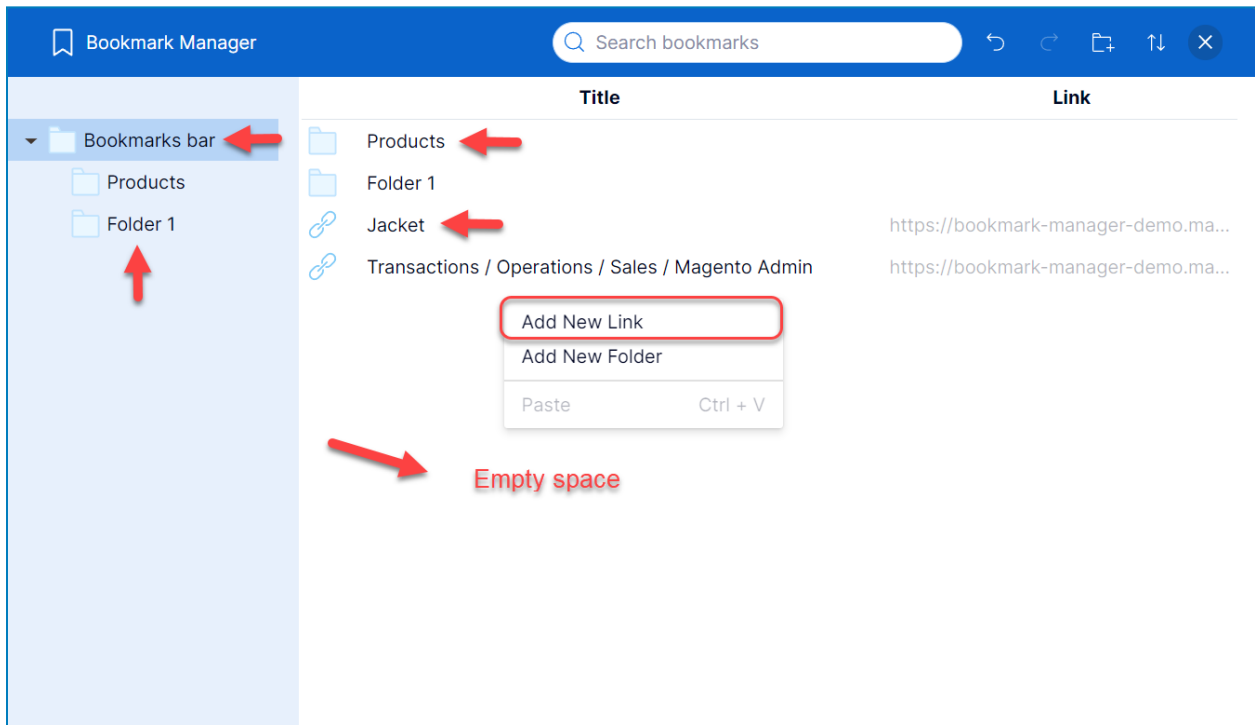 Bookmark Manager
Search bookmarks
Title Link
Bookmarks bar
Products
Folder 1
Products
Folder 1
Jacket https://bookmark-manager-demo.ma...
Transactions / Operations / Sales / Magento Admin https://bookmark-manager-demo.ma...
Add New Link
Add New Folder
Paste Ctrl + V
Empty space